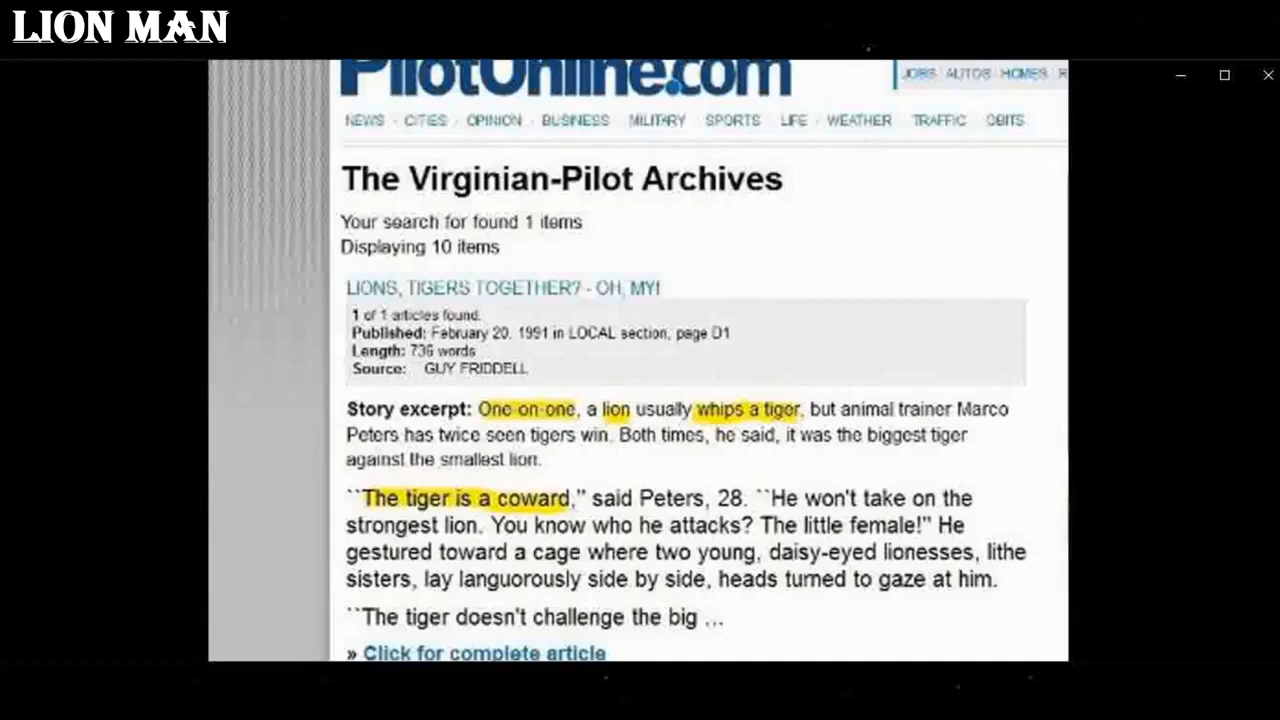 LION MAN
PilotOnline.com
JOBS AUTOS HOMES R
NEWS · CITIES · OPINION · BUSINESS MILITARY SPORTS LIFE · WEATHER TRAFFIC OBITS
The Virginian-Pilot Archives
Your search for found 1 items
Displaying 10 items
LIONS, TIGERS TOGETHER? - OH, MY!
1 of 1 articles found.
Published: February 20, 1991 in LOCAL section, page D1
Length: 736 words
Source: GUY FRIDDELL
Story excerpt: One-on-one, a lion usually whips a tiger, but animal trainer Marco
Peters has twice seen tigers win. Both times, he said, it was the biggest tiger
against the smallest lion.
``The tiger is a coward,'' said Peters, 28. ``He won't take on the
strongest lion. You know who he attacks? The little female!'' He
gestured toward a cage where two young, daisy-eyed lionesses, lithe
sisters, lay languorously side by side, heads turned to gaze at him.
``The tiger doesn't challenge the big ...
» Click for complete article